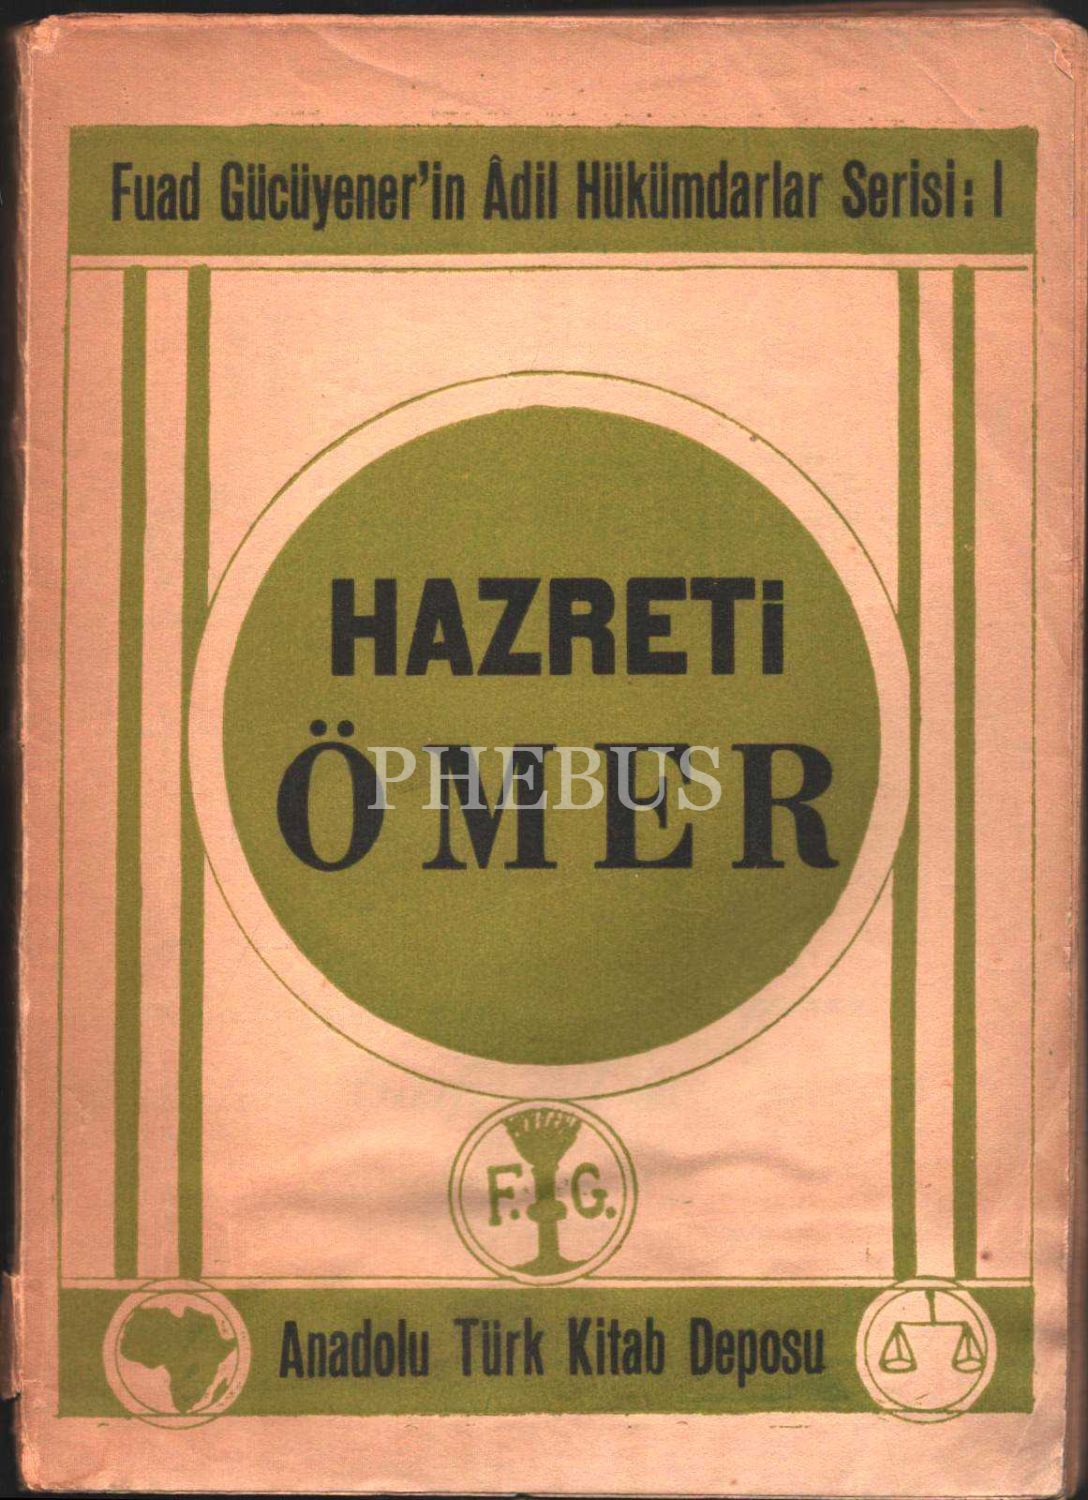 Fuad Gücüyener'in Âdil Hükümdarlar Serisi: I
HAZRETİ
ÖMER
PHEBUS
F. G.
Anadolu Türk Kitab Deposu